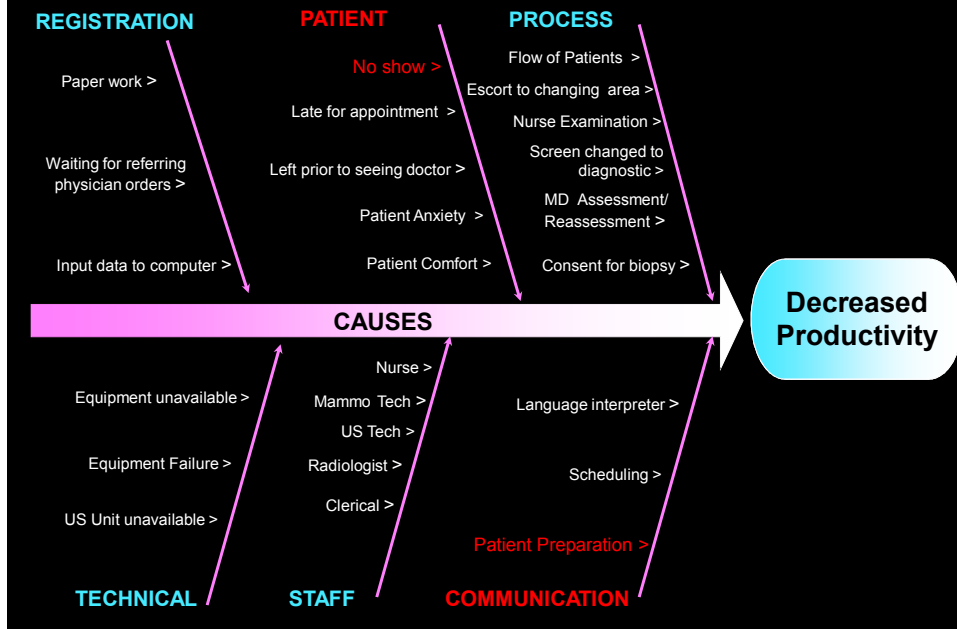 REGISTRATION
PATIENT
PROCESS
Paper work >
Waiting for referring
physician orders>
Input data to computer >
No show >
Late for appointment >
Left prior to seeing doctor>
Patient Anxiety >
Patient Comfort >
Flow of Patients >
Escort to changing area>
Nurse Examination>
Screen changed to
diagnostic >
MD Assessment/
Reassessment >
Consent for biopsy>
CAUSES
Decreased
Productivity
Equipment unavailable >
Equipment Failure >
US Unit unavailable >
Nurse >
Mammo Tech >
US Tech >
Radiologist >
Clerical >
Language interpreter >
Scheduling >
Patient Preparation >
TECHNICAL
STAFF
COMMUNICATION